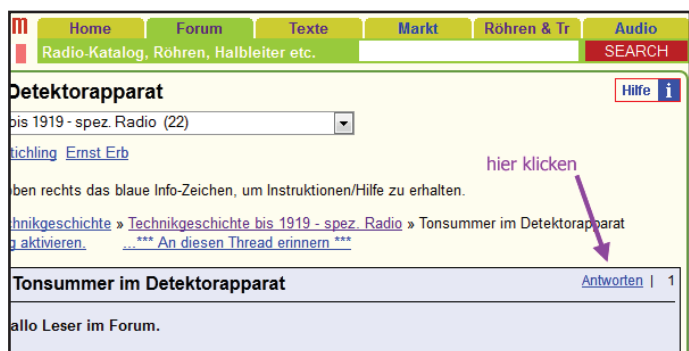 m Home Forum Texte Markt Röhren & Tr Audio
Radio-Katalog, Röhren, Halbleiter etc. SEARCH
Detektorapparat Hilfe i
bis 1919 - spez. Radio (22)
tichling Ernst Erb
hier klicken
oben rechts das blaue Info-Zeichen, um Instruktionen/Hilfe zu erhalten.
chnikgeschichte » Technikgeschichte bis 1919 - spez. Radio » Tonsummer im Detektorapparat
g aktivieren. ...*** An diesen Thread erinnern ***
Tonsummer im Detektorapparat Antworten | 1
allo Leser im Forum.